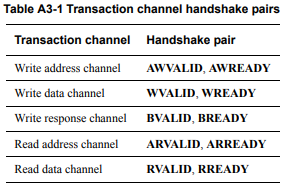 Table A3-1 Transaction channel handshake pairs
Transaction channel Handshake pair
Write address channel AWVALID, AWREADY
Write data channel WVALID, WREADY
Write response channel BVALID, BREADY
Read address channel ARVALID, ARREADY
Read data channel RVALID, RREADY